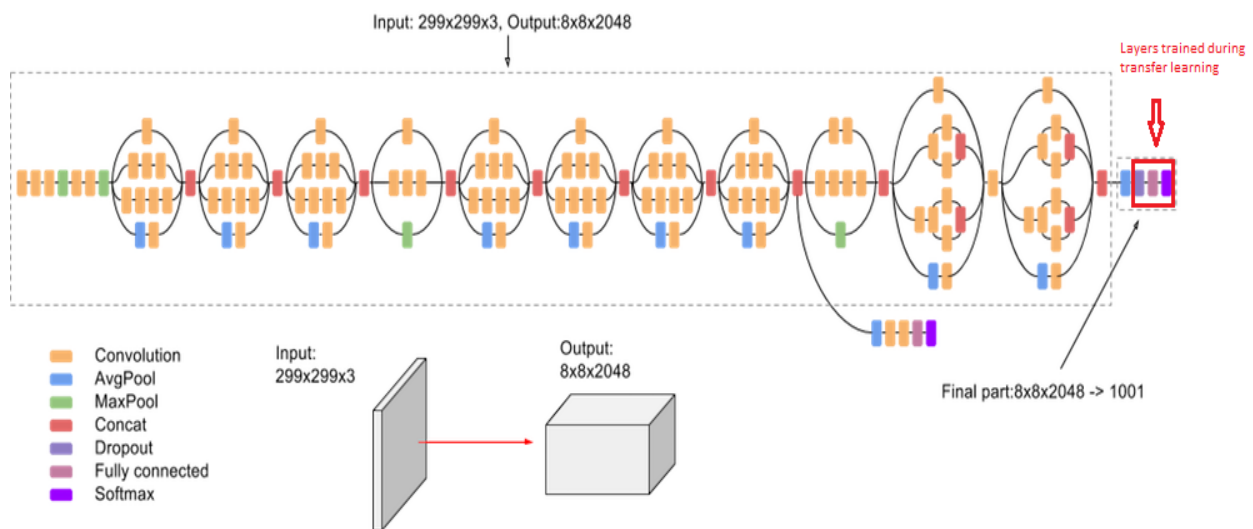 Input: 299x299x3, Output:8x8x2048
Layers trained during
transfer learning
Convolution
AvgPool
MaxPool
Concat
Dropout
Fully connected
Softmax
Input:
299x299x3
Output:
8x8x2048
Final part:8x8x2048 -> 1001